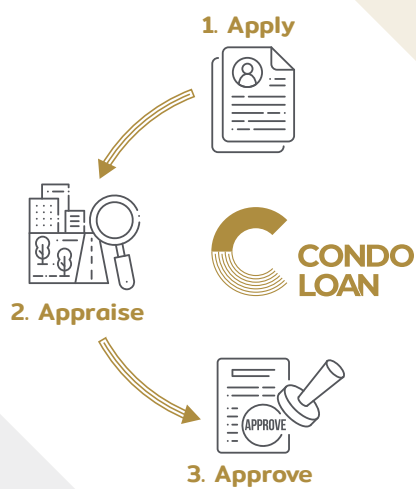 1. Apply
CONDO
LOAN
2. Appraise
APPROVE
3. Approve